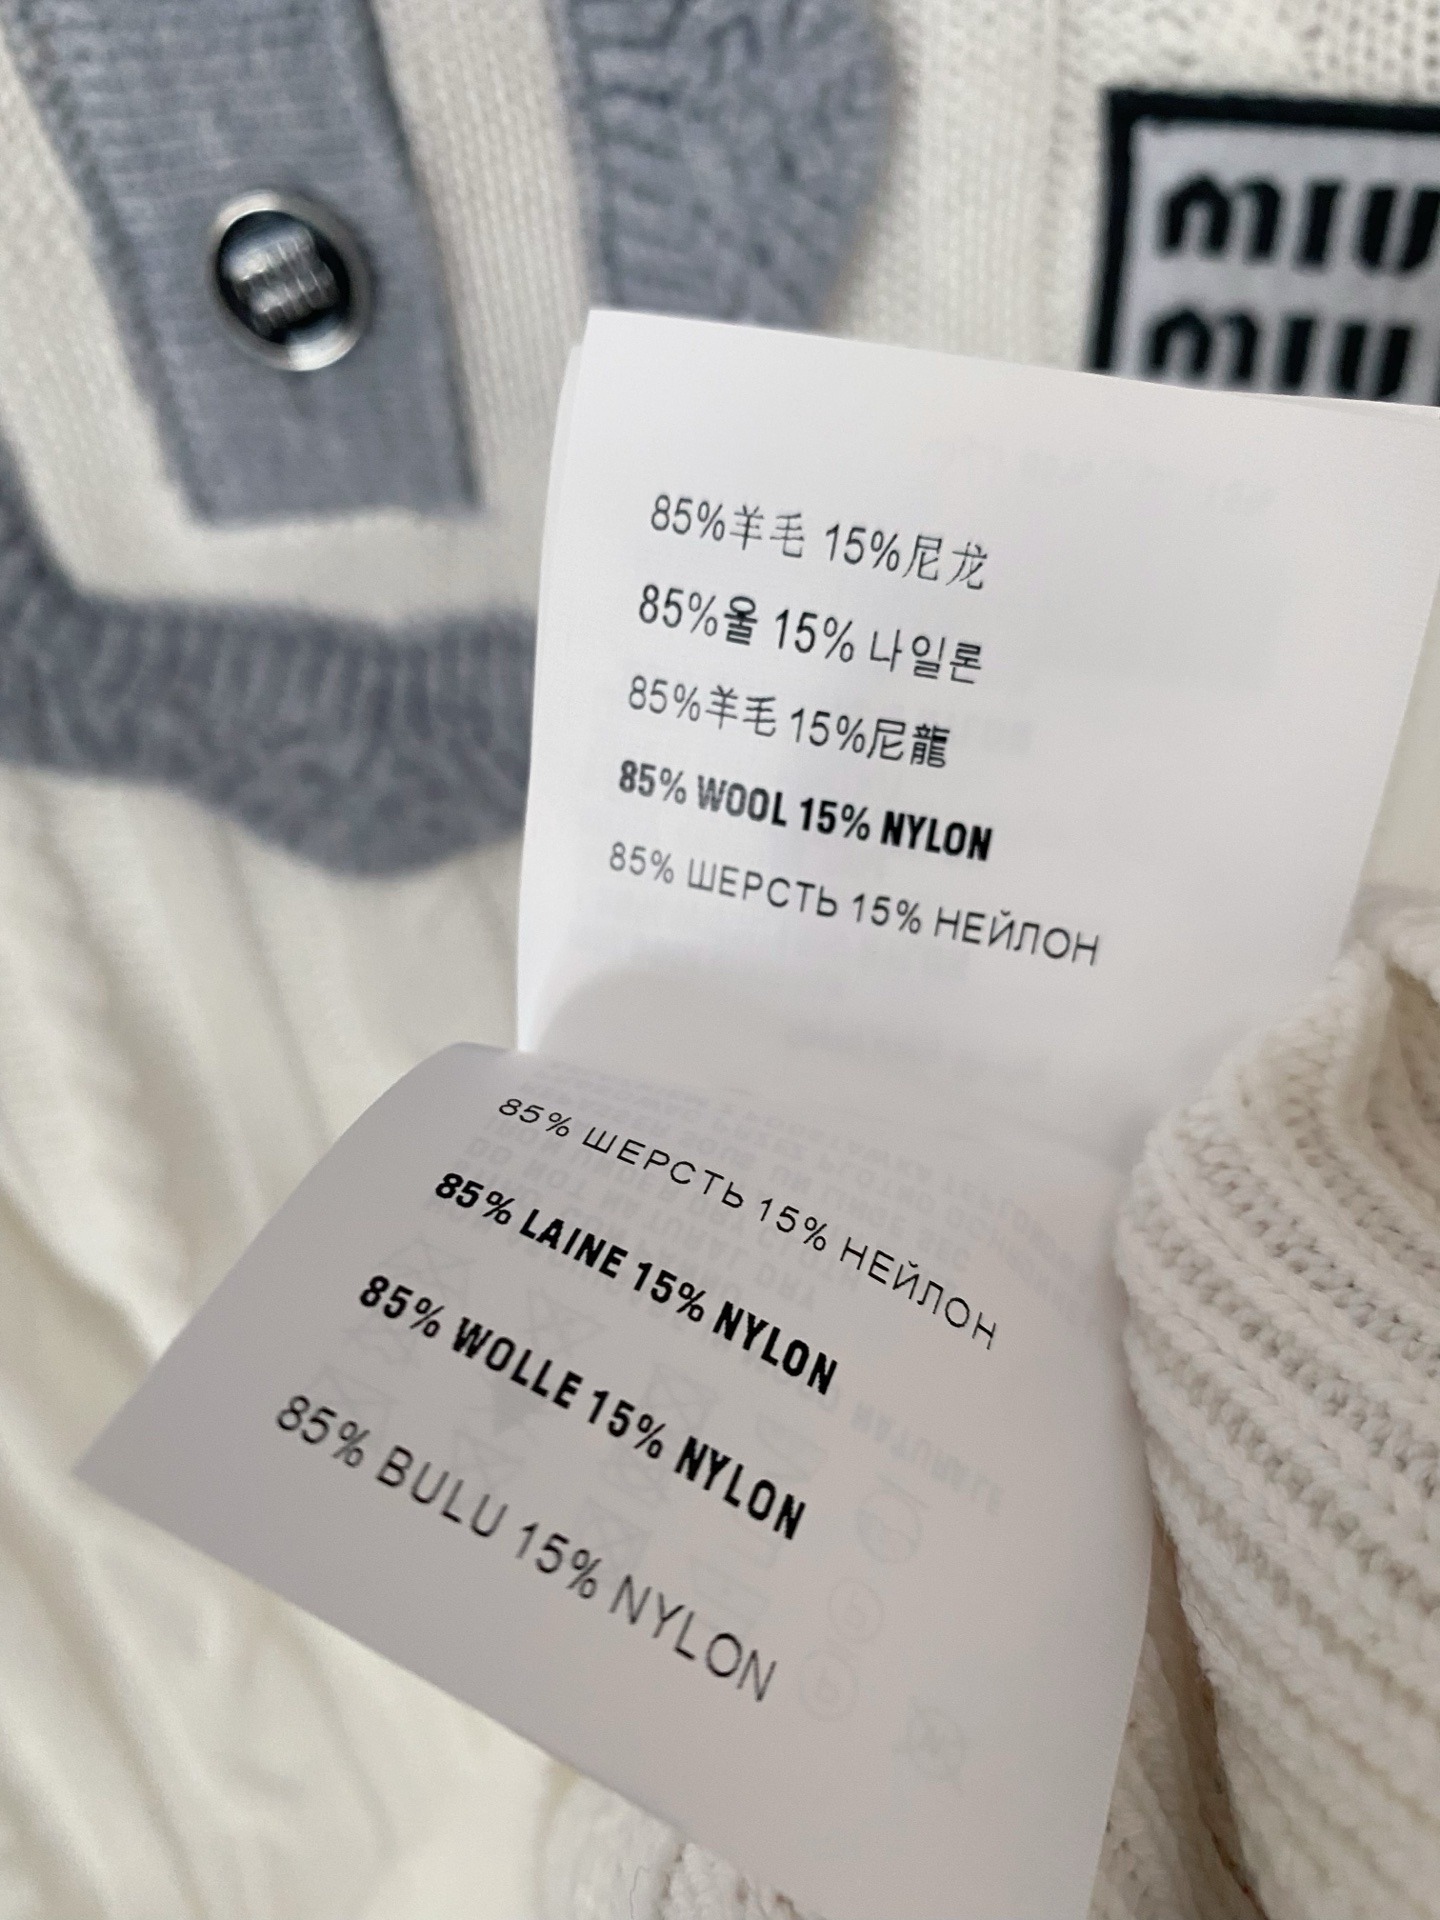 MIU
MIU
85%羊毛 15%尼龙
85%울 15% 나일론
85%羊毛 15%尼龍
85% WOOL 15% NYLON
85% ШЕРСТЬ 15% НЕЙЛОН
85% ШЕРСТЬ 15% НЕЙЛОН
85% LAINE 15% NYLON
85% WOLLE 15% NYLON
85% BULU 15% NYLON